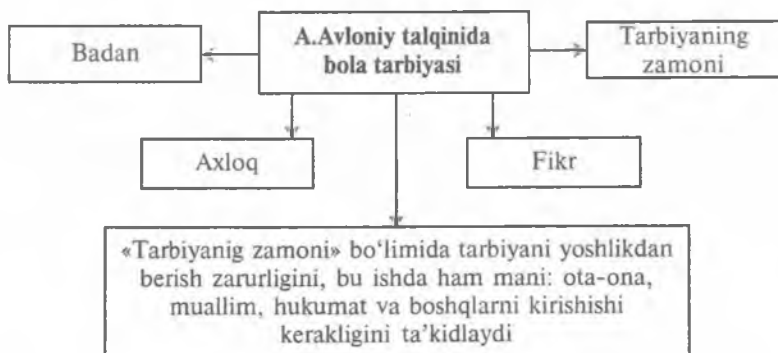 Badan
A.Avloniy talqinida
bola tarbiyasi
Tarbiyaning
zamoni
Axloq
Fikr
«Tarbiyanig zamoni» bo‘limida tarbiyani yoshlikdan
berish zarurligini, bu ishda ham mani: ota-ona,
muallim, hukumat va boshqlarni kirishishi
kerakligini ta’kidlaydi